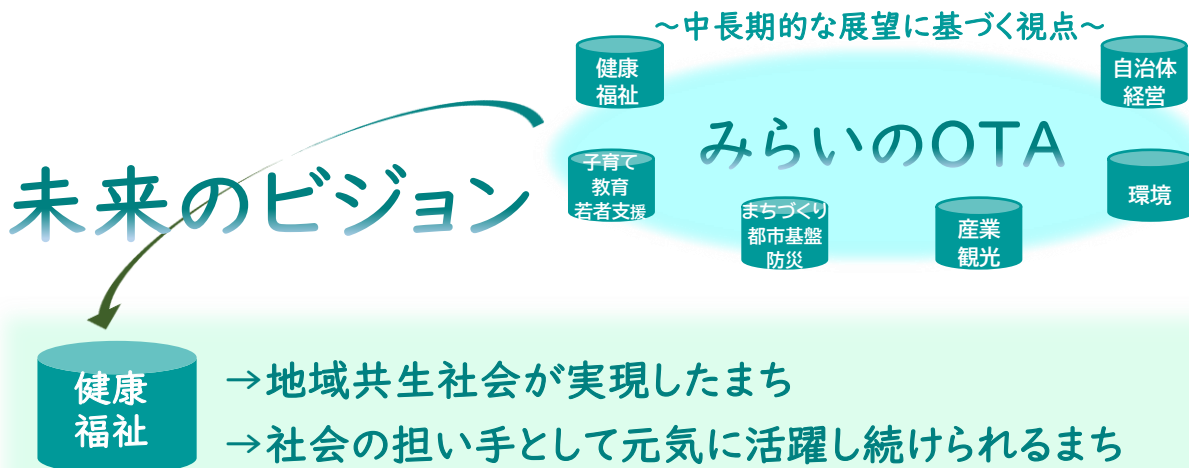 ~中長期的な展望に基づく視点~
健康
福祉
自治体
経営
みらいのOTA
未来のビジョン
子育て
教育
若者支援
環境
まちづくり
都市基盤
防災
産業
観光
健康
福祉
→地域共生社会が実現したまち
→社会の担い手として元気に活躍し続けられるまち